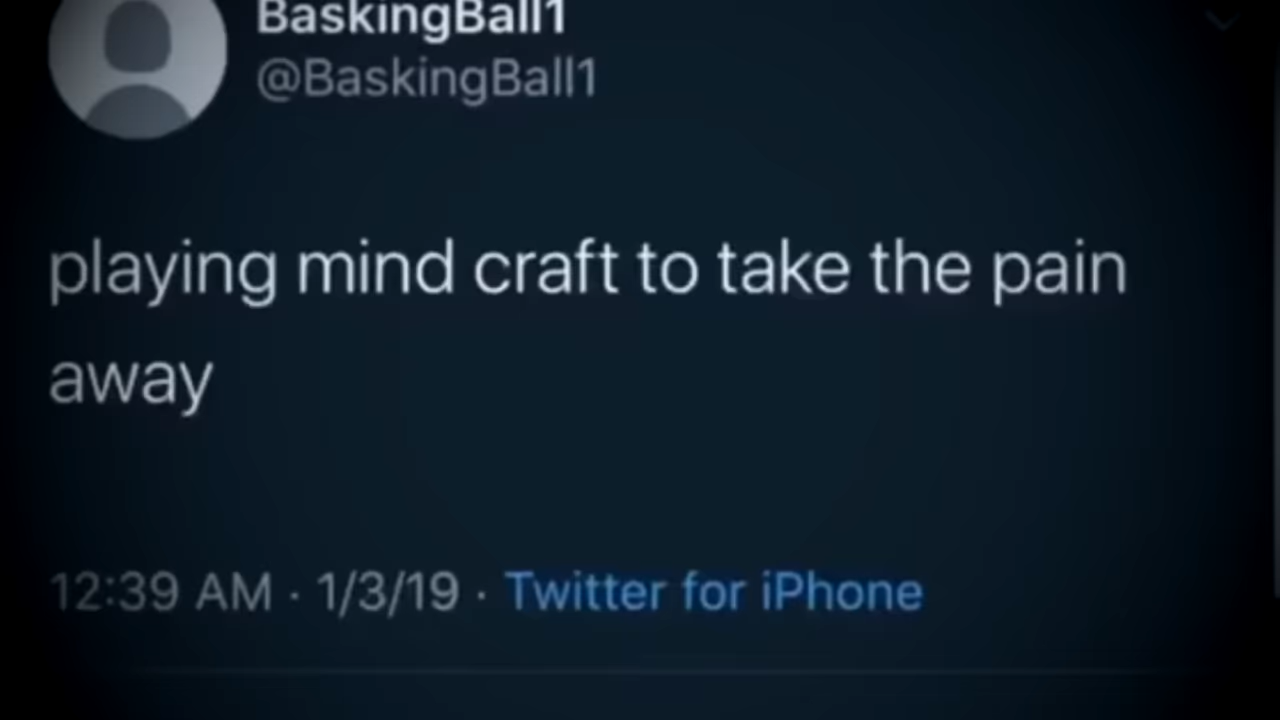 BaskingBall1
@BaskingBall1
playing mind craft to take the pain
away
12:39 AM · 1/3/19 · Twitter for iPhone